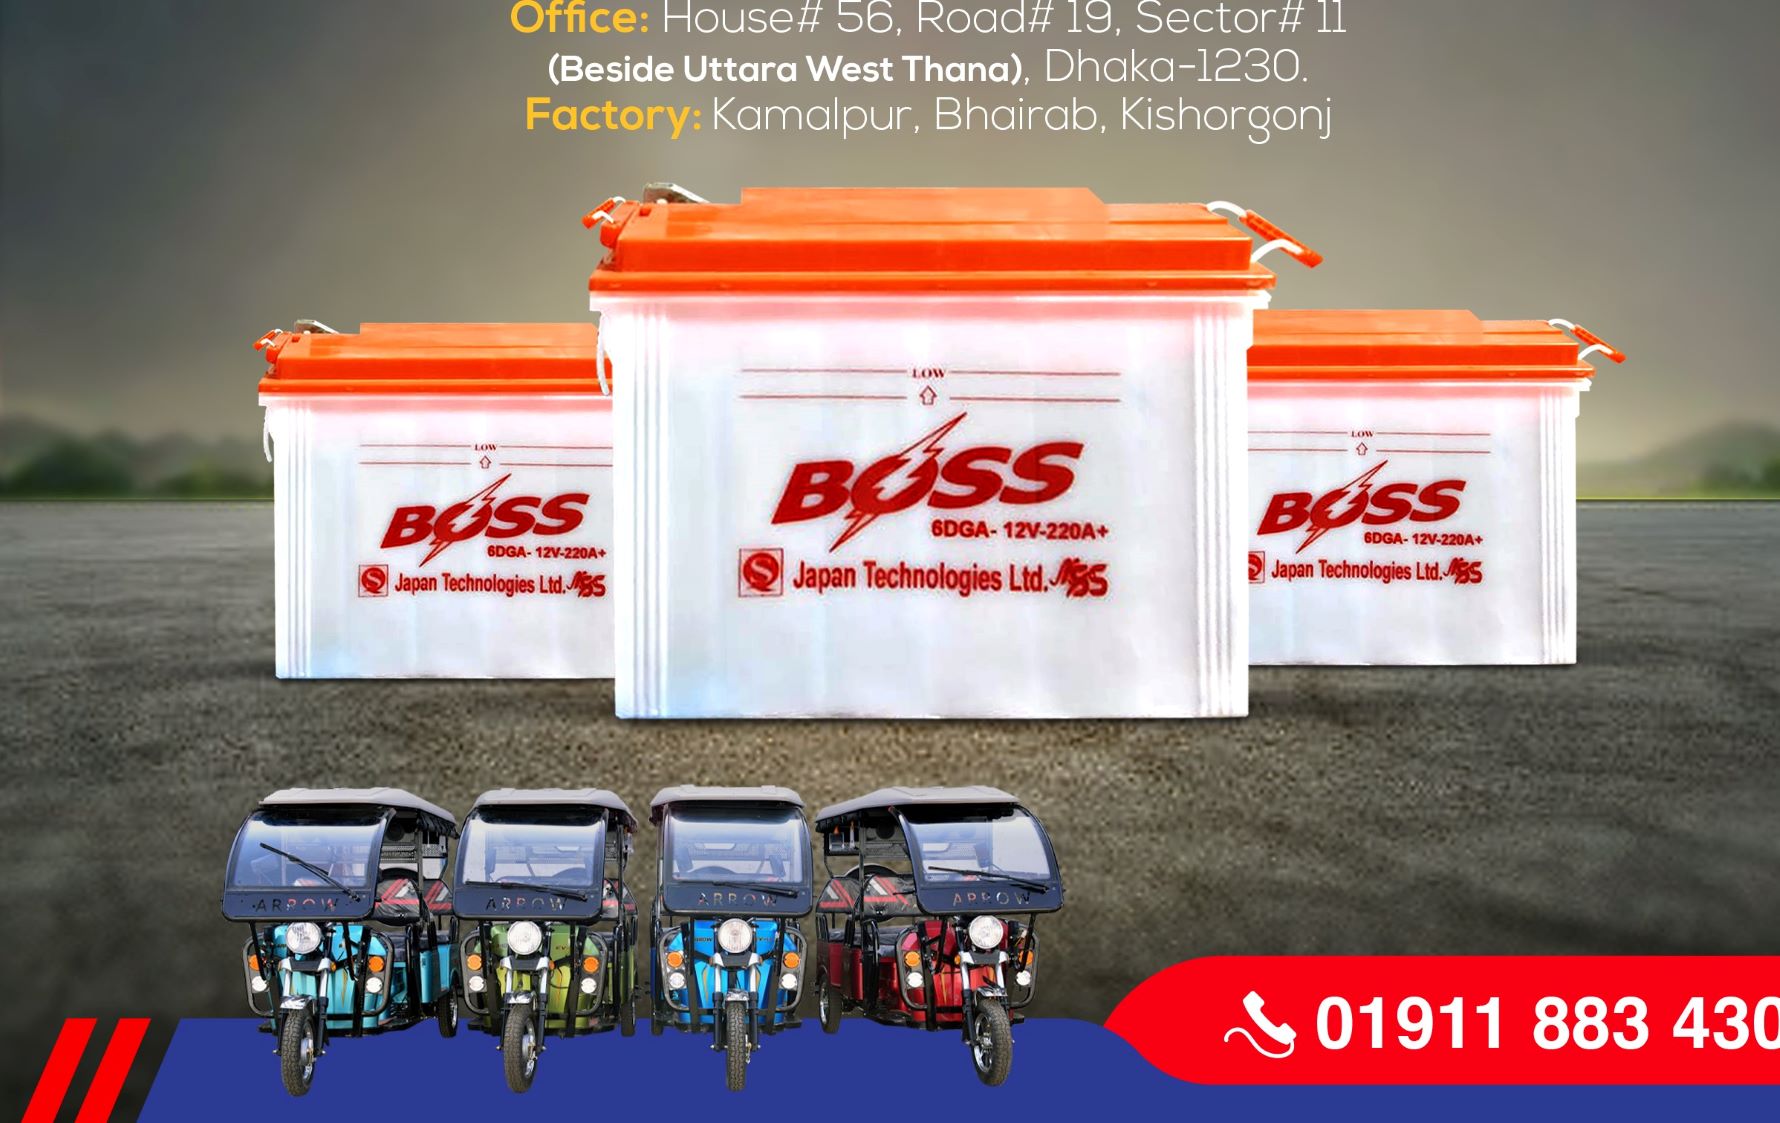 Office: House# 56, Road# 19, Sector# 11
(Beside Uttara West Thana), Dhaka-1230.
Factory: Kamalpur, Bhairab, Kishorgonj
LOW
BOSS
6DGA- 12V-220A+
Japan Technologies Ltd.
LOW
BOSS
6DGA- 12V-220A+
Japan Technologies Ltd.
LOW
BOSS
6DGA- 12V-220A+
Japan Technologies Ltd.
ARROW
ARROW
ARROW
ARROW
01911 883 430